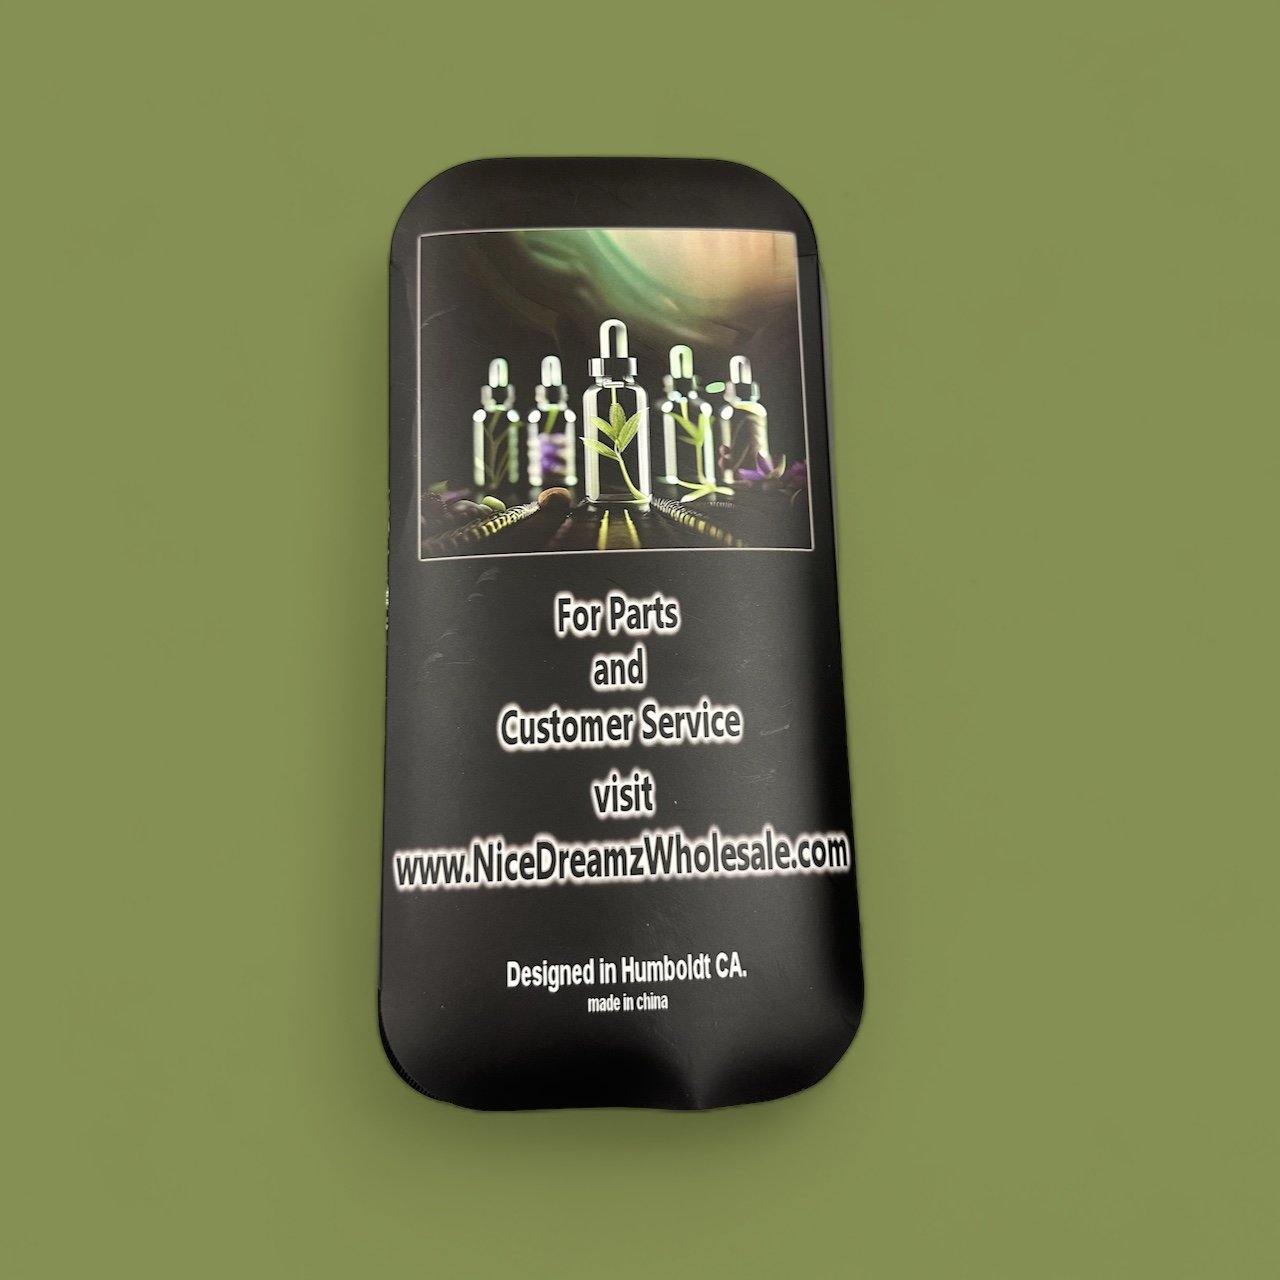 For Parts
and
Customer Service
visit
www.NiceDreamzWholesale.com
Designed in Humboldt CA.
made in china